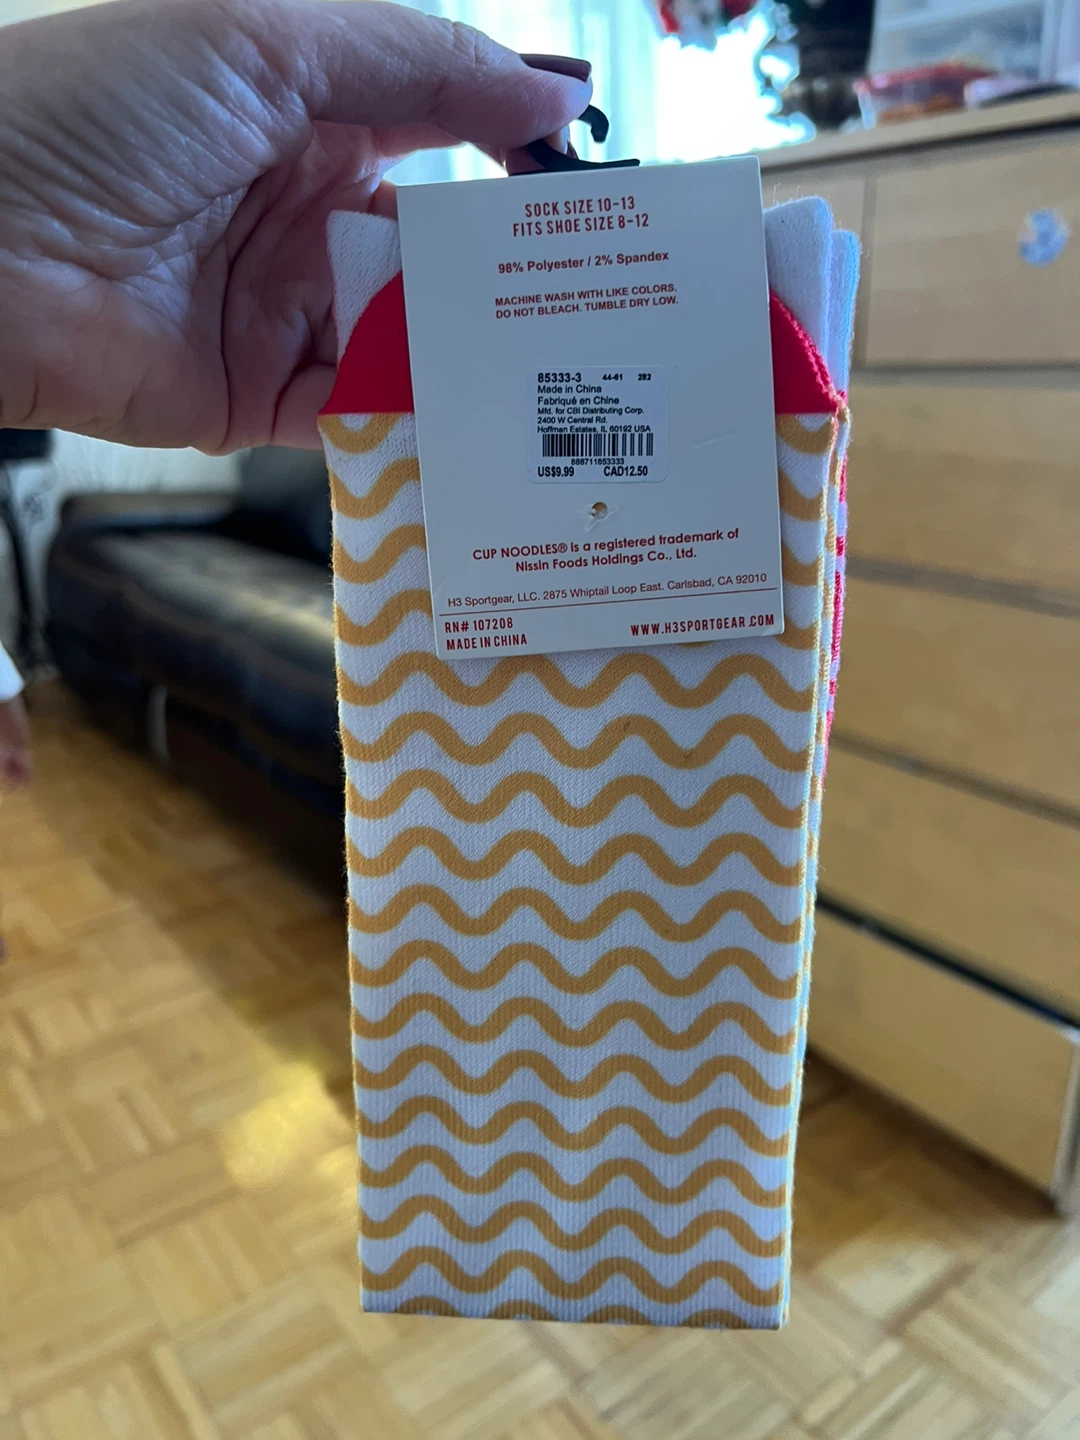 SOCK SIZE 10-13
FITS SHOE SIZE 8-12
98% Polyester / 2% Spandex
MACHINE WASH WITH LIKE COLORS.
DO NOT BLEACH. TUMBLE DRY LOW.
85333-3 44-61 282
Made in China
Fabriqué en Chine
Mfd. for CBI Distributing Corp.
2400 W Central Rd.
Hoffman Estates, IL 60192 USA
888711853333
US$9.99 CAD12.50
CUP NOODLES® is a registered trademark of
Nissin Foods Holdings Co., Ltd.
H3 Sportgear, LLC. 2875 Whiptail Loop East. Carlsbad, CA 92010
RN# 107208
MADE IN CHINA
WWW.H3SPORTGEAR.COM